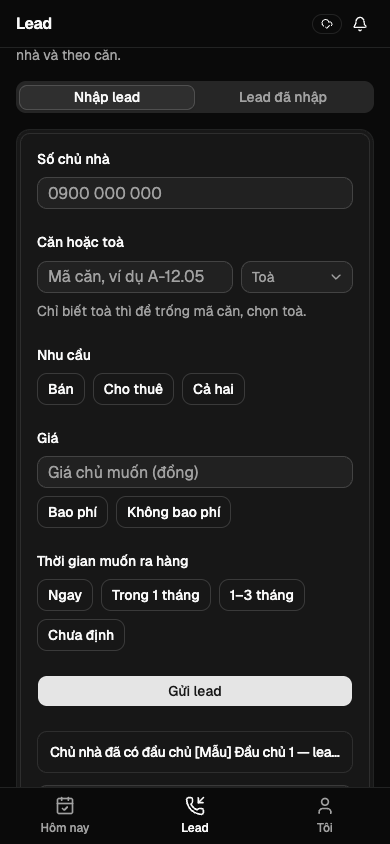 Lead
nhà và theo căn.
Nhập lead
Lead đã nhập
Số chủ nhà
0900 000 000
Căn hoặc toà
Mã căn, ví dụ A-12.05
Toà
Chỉ biết toà thì để trống mã căn, chọn toà.
Nhu cầu
Bán
Cho thuê
Cả hai
Giá
Giá chủ muốn (đồng)
Bao phí
Không bao phí
Thời gian muốn ra hàng
Ngay
Trong 1 tháng
1–3 tháng
Chưa định
Gửi lead
Chủ nhà đã có đầu chủ [Mẫu] Đầu chủ 1 — lea...
Hôm nay
Lead
Tôi